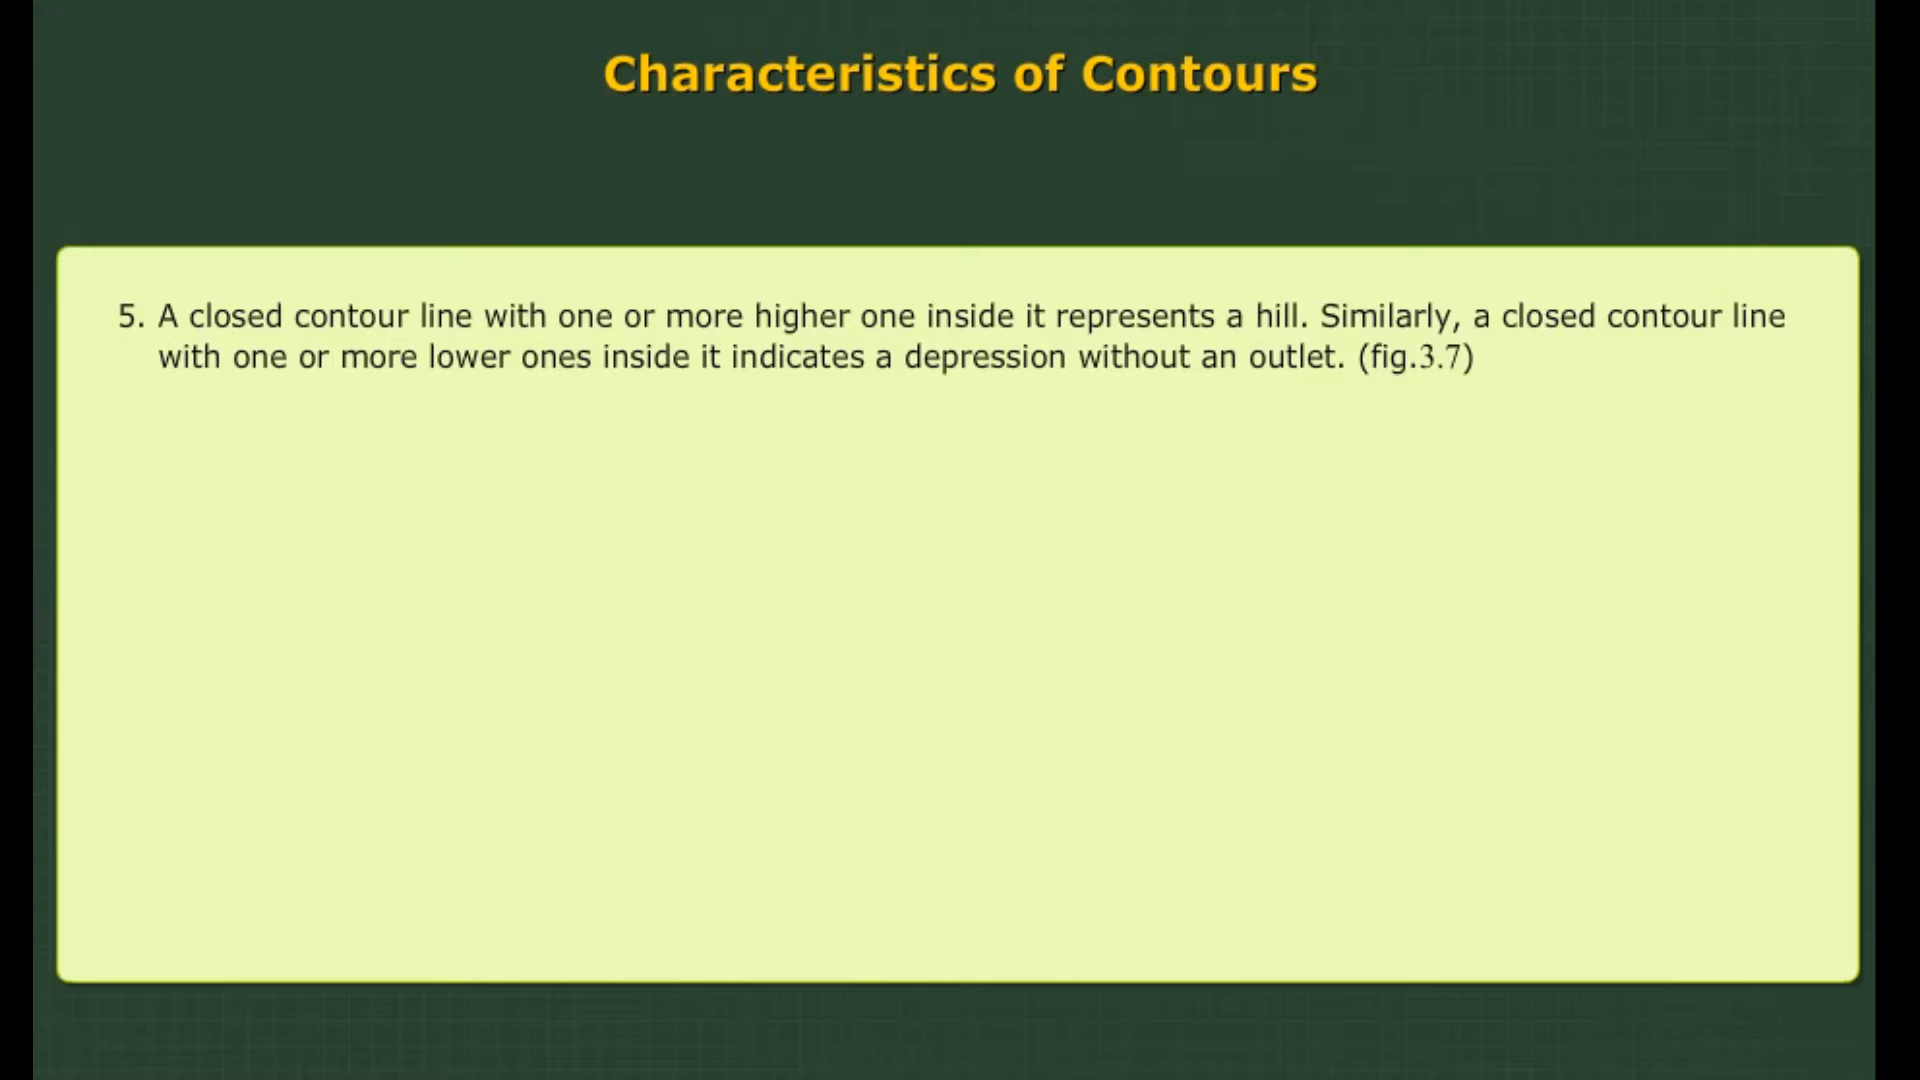 Characteristics of Contours
5. A closed contour line with one or more higher one inside it represents a hill. Similarly, a closed contour line
with one or more lower ones inside it indicates a depression without an outlet. (fig.3.7)